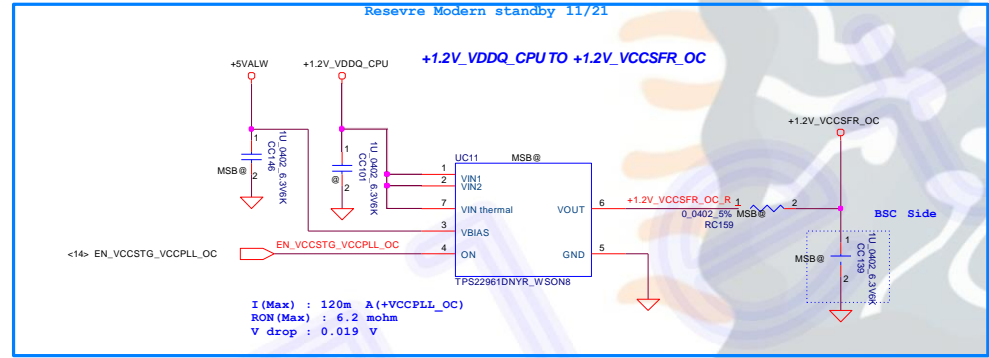 Resevre Modern standby 11/21
+1.2V_VDDQ_CPU TO +1.2V_VCCSFR_OC
+5VALW
+1.2V_VDDQ_CPU
+1.2V_VCCSFR_OC
1
2
MSB@
CC146
1U_0402_6.3V6K
1
2
@
CC101
1U_0402_6.3V6K
UC11
MSB@
1
VIN1
2
VIN2
7
VIN thermal
3
VBIAS
4
ON
VOUT
6
GND
5
TPS22961DNYR_WSON8
+1.2V_VCCSFR_OC_R
1
2
0_0402_5%
MSB@
RC159
BSC Side
1
2
MSB@
CC139
1U_0402_6.3V6K
<14> EN_VCCSTG_VCCPLL_OC
EN_VCCSTG_VCCPLL_OC
I(Max) : 120m A(+VCCPLL_OC)
RON(Max) : 6.2 mohm
V drop : 0.019 V